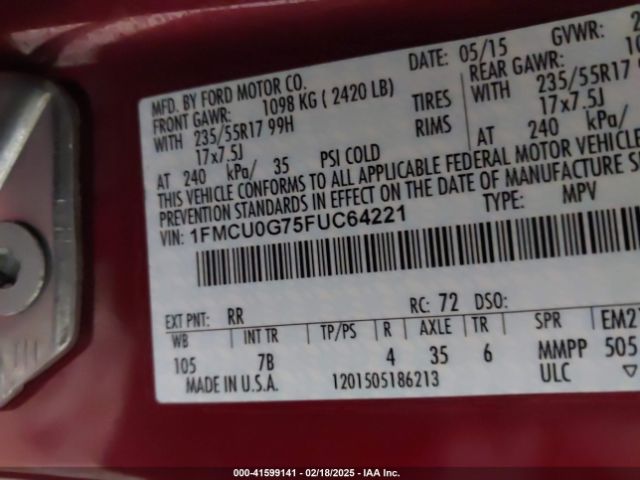 MFD. BY FORD MOTOR CO.
DATE: 05/15 GVWR:
FRONT GAWR: 1098 KG ( 2420 LB) REAR GAWR:
WITH 235/55R17 99H TIRES WITH 235/55R17
17x7.5J RIMS 17x7.5J
AT 240 kPa/ 35 PSI COLD AT 240 kPa/
THIS VEHICLE CONFORMS TO ALL APPLICABLE FEDERAL MOTOR VEHICLE
PREVENTION STANDARDS IN EFFECT ON THE DATE OF MANUFACTURE
VIN: 1FMCU0G75FUC64221 TYPE: MPV
EXT PNT: RR RC: 72 DSO:
WB INT TR TP/PS R AXLE TR SPR
105 7B 4 35 6 MMPP 505
MADE IN U.S.A. 1201505186213 ULC
000-41599141 - 02/18/2025 - IAA